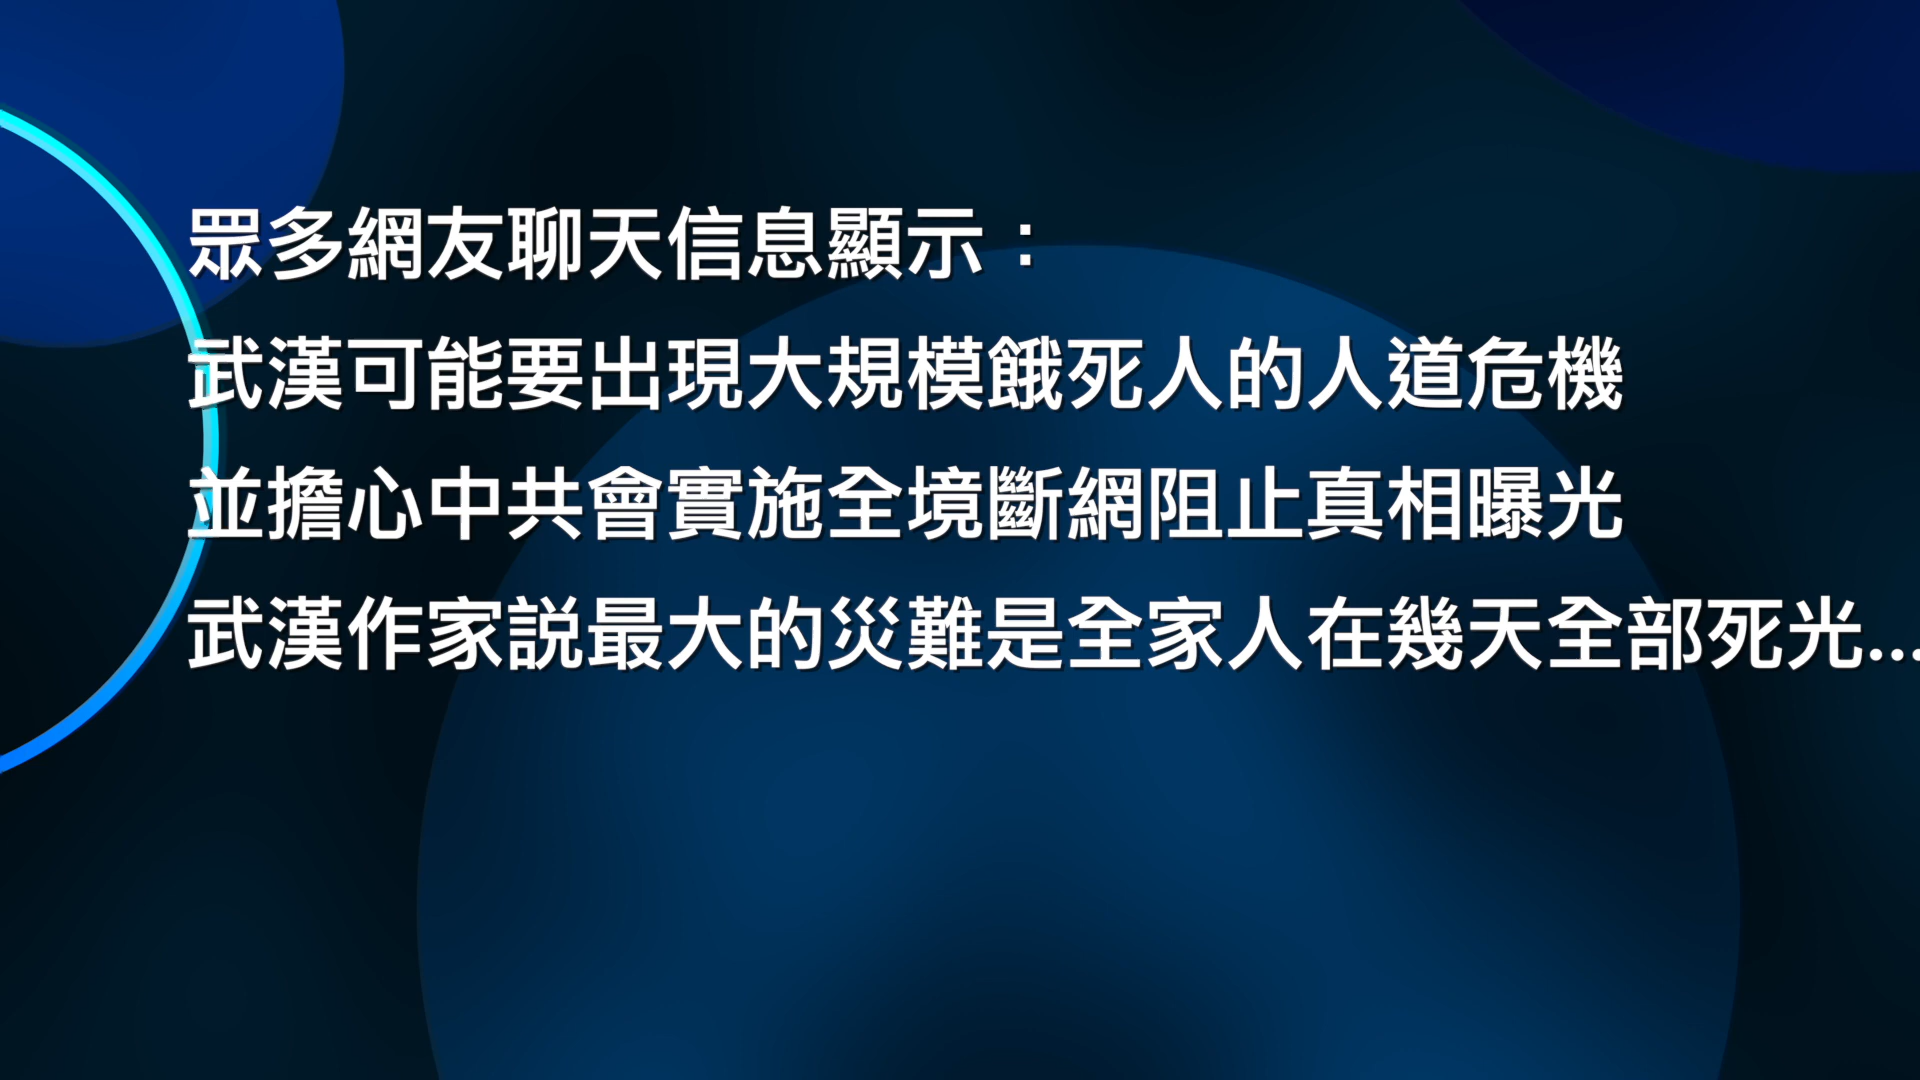 眾多網友聊天信息顯示：
武漢可能要出現大規模餓死人的人道危機
並擔心中共會實施全境斷網阻止真相曝光
武漢作家説最大的災難是全家人在幾天全部死光...